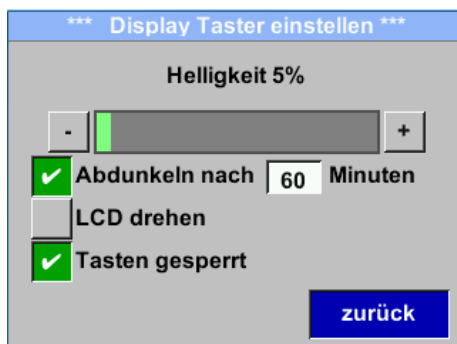 *** Display Taster einstellen ***
Helligkeit 5%
- +
Abdunkeln nach 60 Minuten
LCD drehen
Tasten gesperrt
zurück